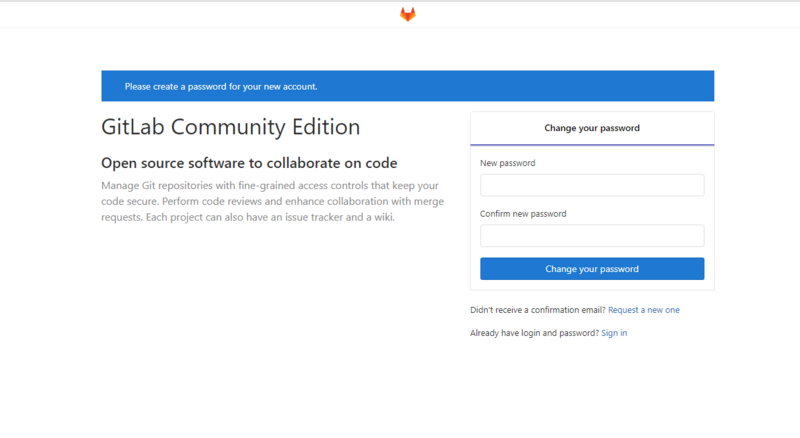 Please create a password for your new account.
GitLab Community Edition
Open source software to collaborate on code
Manage Git repositories with fine-grained access controls that keep your
code secure. Perform code reviews and enhance collaboration with merge
requests. Each project can also have an issue tracker and a wiki.
Change your password
New password
Confirm new password
Change your password
Didn't receive a confirmation email? Request a new one
Already have login and password? Sign in